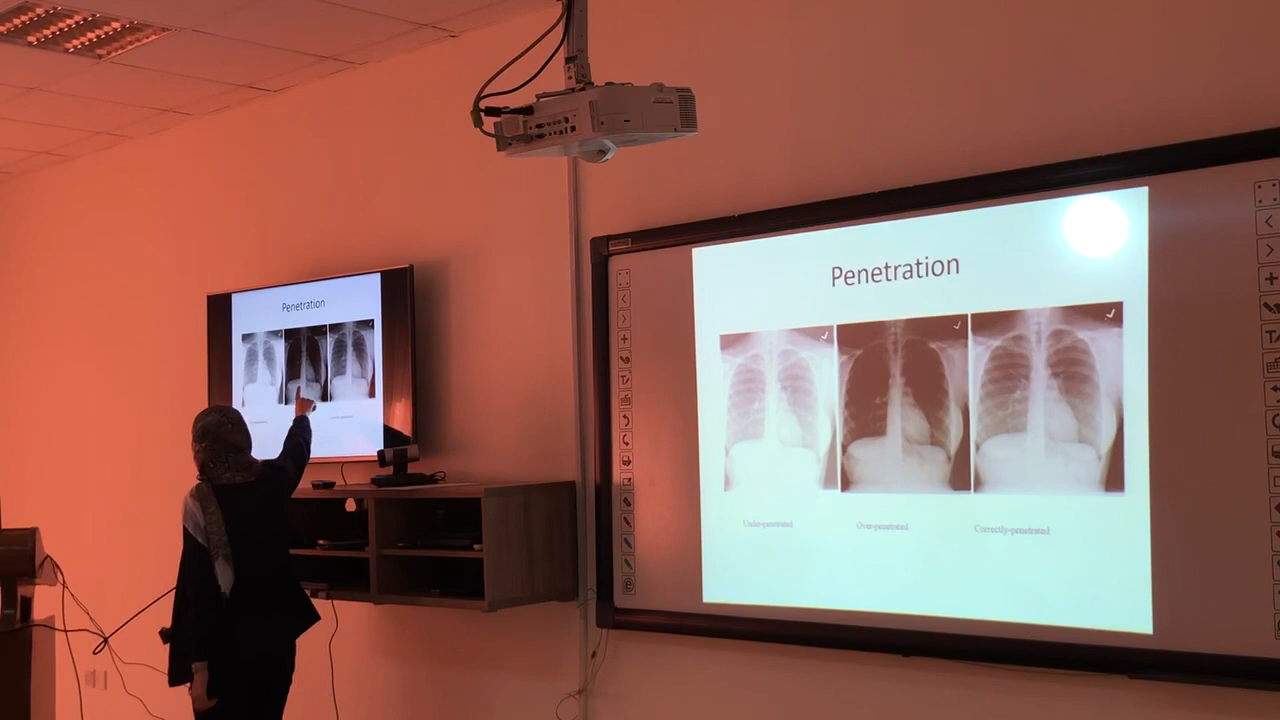 Penetration
Penetration
Under-penetrated
Over-penetrated
Correctly-penetrated